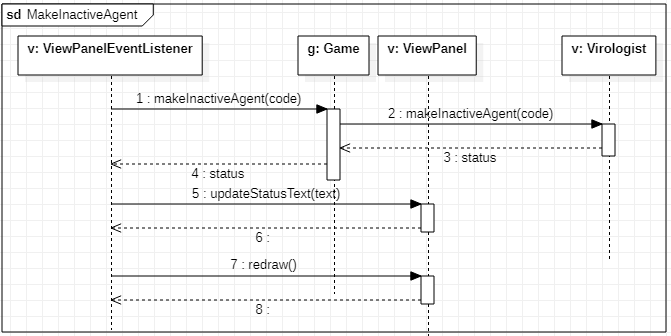 sd MakeInactiveAgent
v: ViewPanelEventListener
g: Game
v: ViewPanel
v: Virologist
1 : makeInactiveAgent(code)
2 : makeInactiveAgent(code)
3 : status
4 : status
5 : updateStatusText(text)
6 :
7 : redraw()
8 :